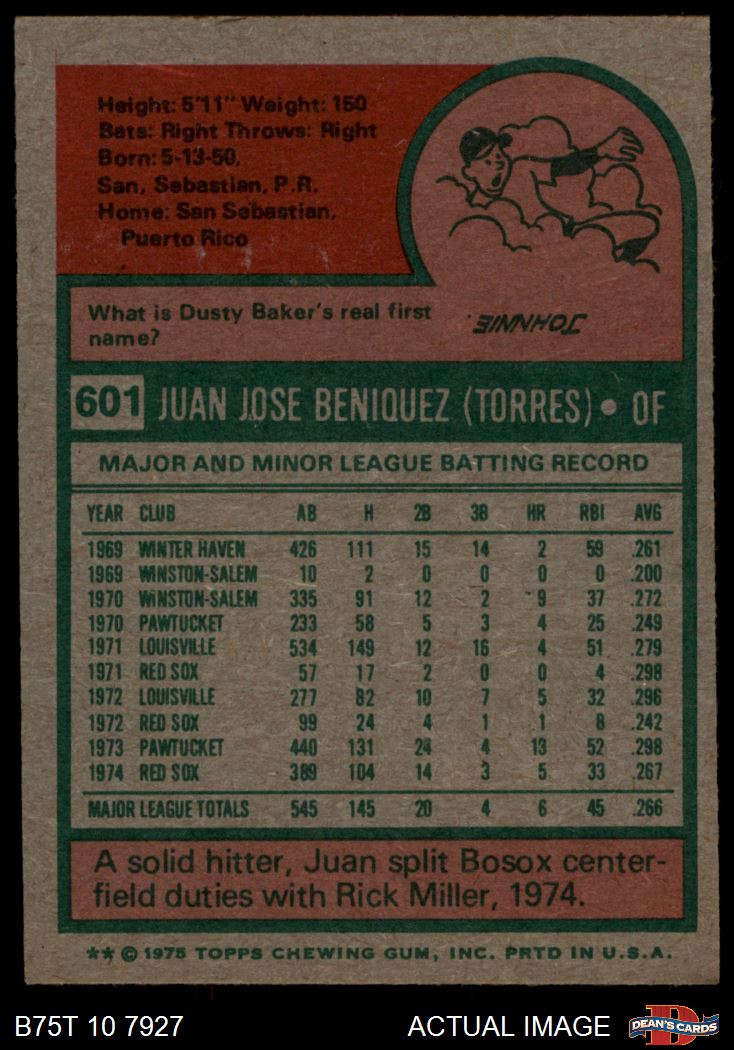 Height: 5'11" Weight: 150
Bats: Right Throws: Right
Born: 5-13-50,
San, Sebastian, P.R.
Home: San Sebastian,
Puerto Rico
What is Dusty Baker's real first
name?
JOHNNIE.
601 JUAN JOSE BENIQUEZ (TORRES) • OF
MAJOR AND MINOR LEAGUE BATTING RECORD
YEAR CLUB AB H 2B 3B HR RBI AVG
1969 WINTER HAVEN 426 111 15 14 2 59 .261
1969 WINSTON-SALEM 10 2 0 0 0 0 .200
1970 WINSTON-SALEM 335 91 12 2 9 37 .272
1970 PAWTUCKET 233 58 5 3 4 25 .249
1971 LOUISVILLE 534 149 12 16 4 51 .279
1971 RED SOX 57 17 2 0 0 4 .298
1972 LOUISVILLE 277 82 10 7 5 32 .296
1972 RED SOX 99 24 4 1 1 8 .242
1973 PAWTUCKET 440 131 24 4 13 52 .298
1974 RED SOX 389 104 14 3 5 33 .267
MAJOR LEAGUE TOTALS 545 145 20 4 6 45 .266
A solid hitter, Juan split Bosox center-
field duties with Rick Miller, 1974.
** © 1975 TOPPS CHEWING GUM, INC. PRTD IN U.S.A.
B75T 10 7927 ACTUAL IMAGE DEAN'S CARDS